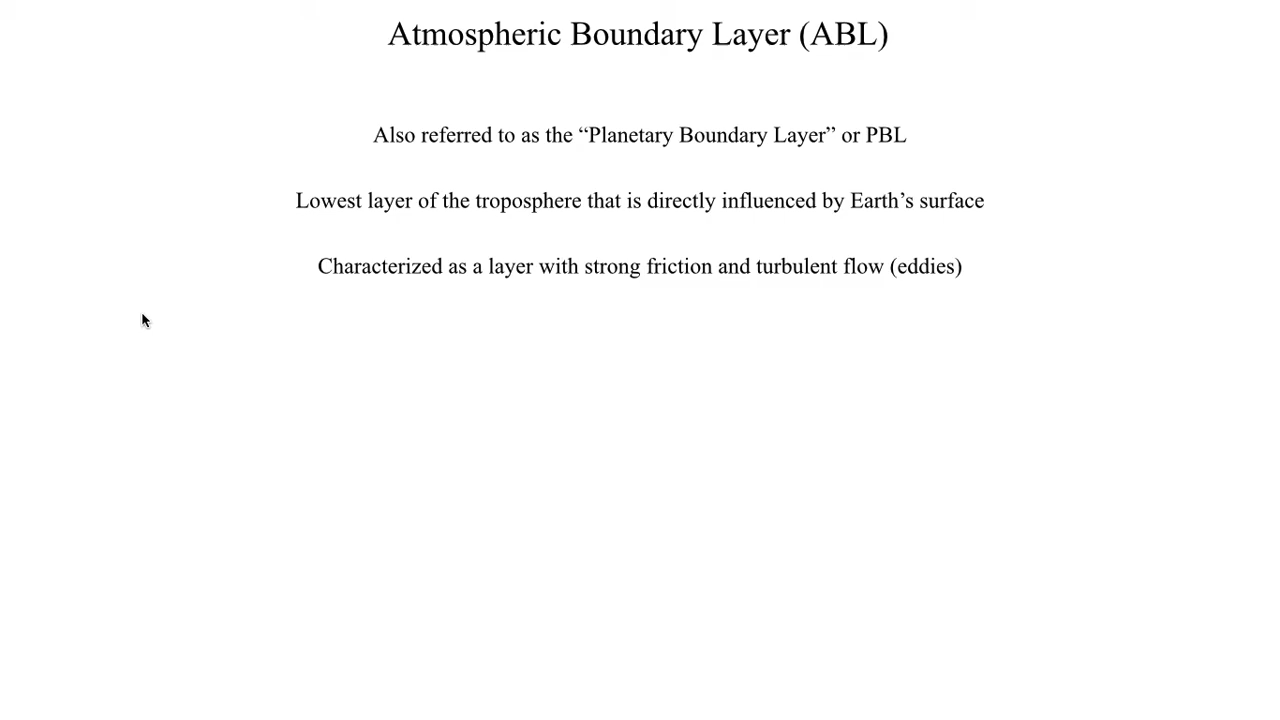 Atmospheric Boundary Layer (ABL)
Also referred to as the “Planetary Boundary Layer” or PBL
Lowest layer of the troposphere that is directly influenced by Earth’s surface
Characterized as a layer with strong friction and turbulent flow (eddies)